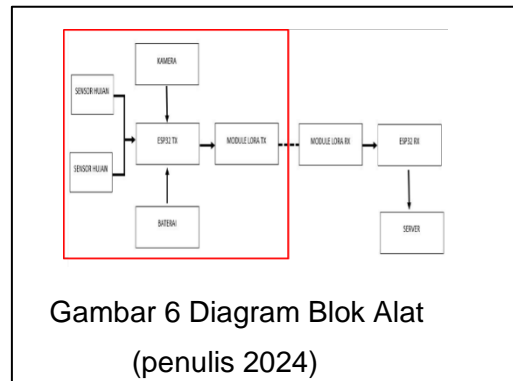 KAMERA
SENSOR HUJAN
ESP32 TX
MODULE LORA TX
MODULE LORA RX
ESP32 RX
SENSOR HUJAN
BATERAI
SERVER
Gambar 6 Diagram Blok Alat
(penulis 2024)